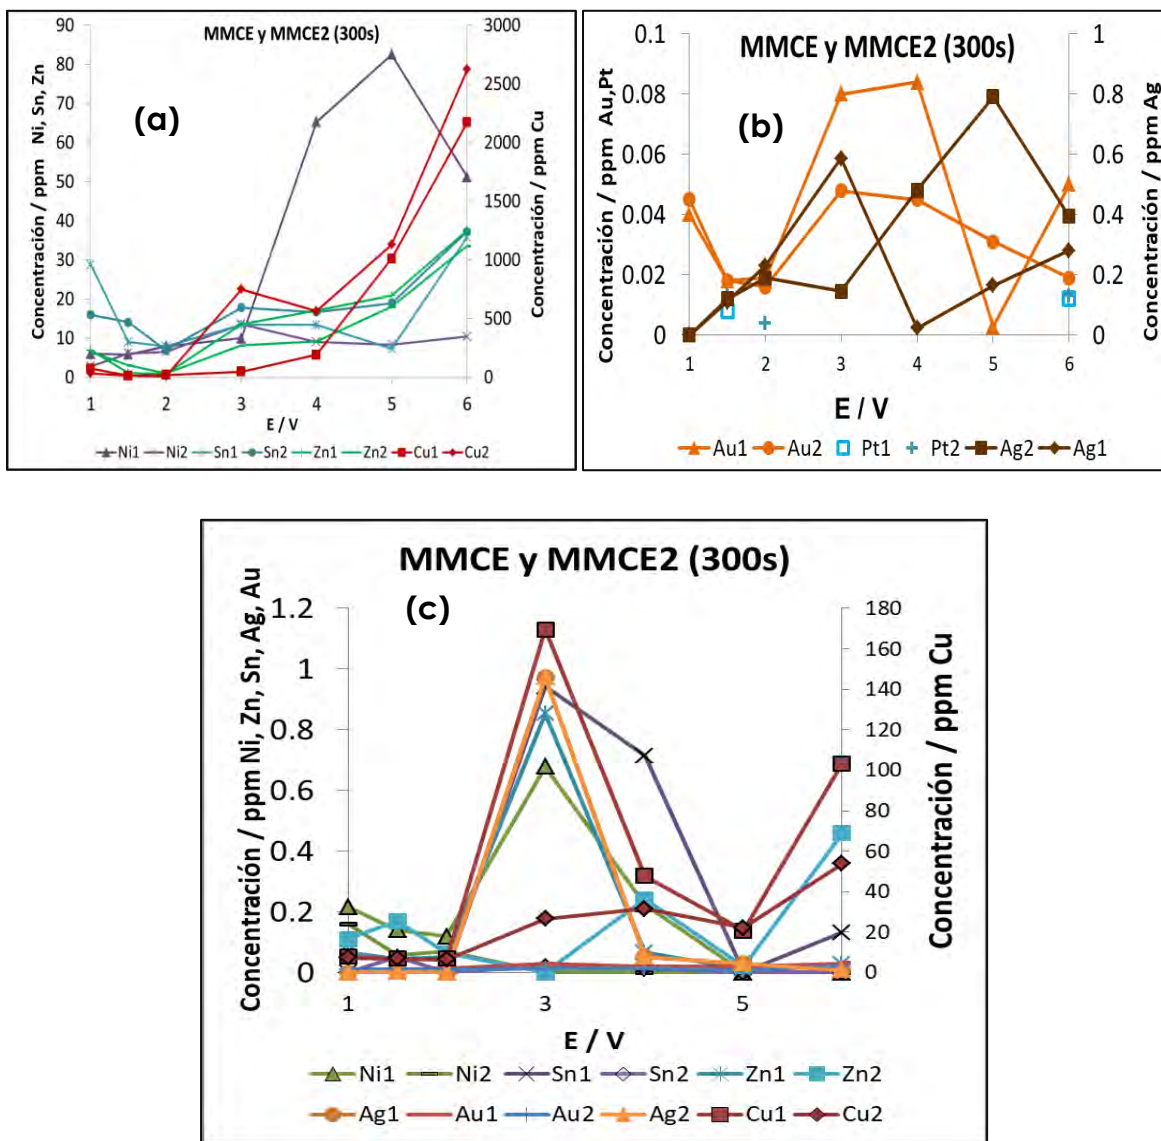 MMCE y MMCE2 (300s)
(a)
Concentración / ppm Ni, Sn, Zn
90
80
70
60
50
40
30
20
10
0
3000
2500
2000
1500
1000
500
0
Concentración / ppm Cu
1 2 3 4 5 6
E / V
Ni1 Ni2 Sn1 Sn2 Zn1 Zn2 Cu1 Cu2
MMCE y MMCE2 (300s)
(b)
Concentración / ppm Au,Pt
0.1
0.08
0.06
0.04
0.02
0
1
0.8
0.6
0.4
0.2
0
Concentración / ppm Ag
1 2 3 4 5 6
E / V
Au1 Au2 Pt1 Pt2 Ag2 Ag1
MMCE y MMCE2 (300s)
(c)
Concentración / ppm Ni, Zn, Sn, Ag, Au
1.2
1
0.8
0.6
0.4
0.2
0
180
160
140
120
100
80
60
40
20
0
Concentración / ppm Cu
1 3 5
E / V
Ni1 Ni2 Sn1 Sn2 Zn1 Zn2
Ag1 Au1 Au2 Ag2 Cu1 Cu2